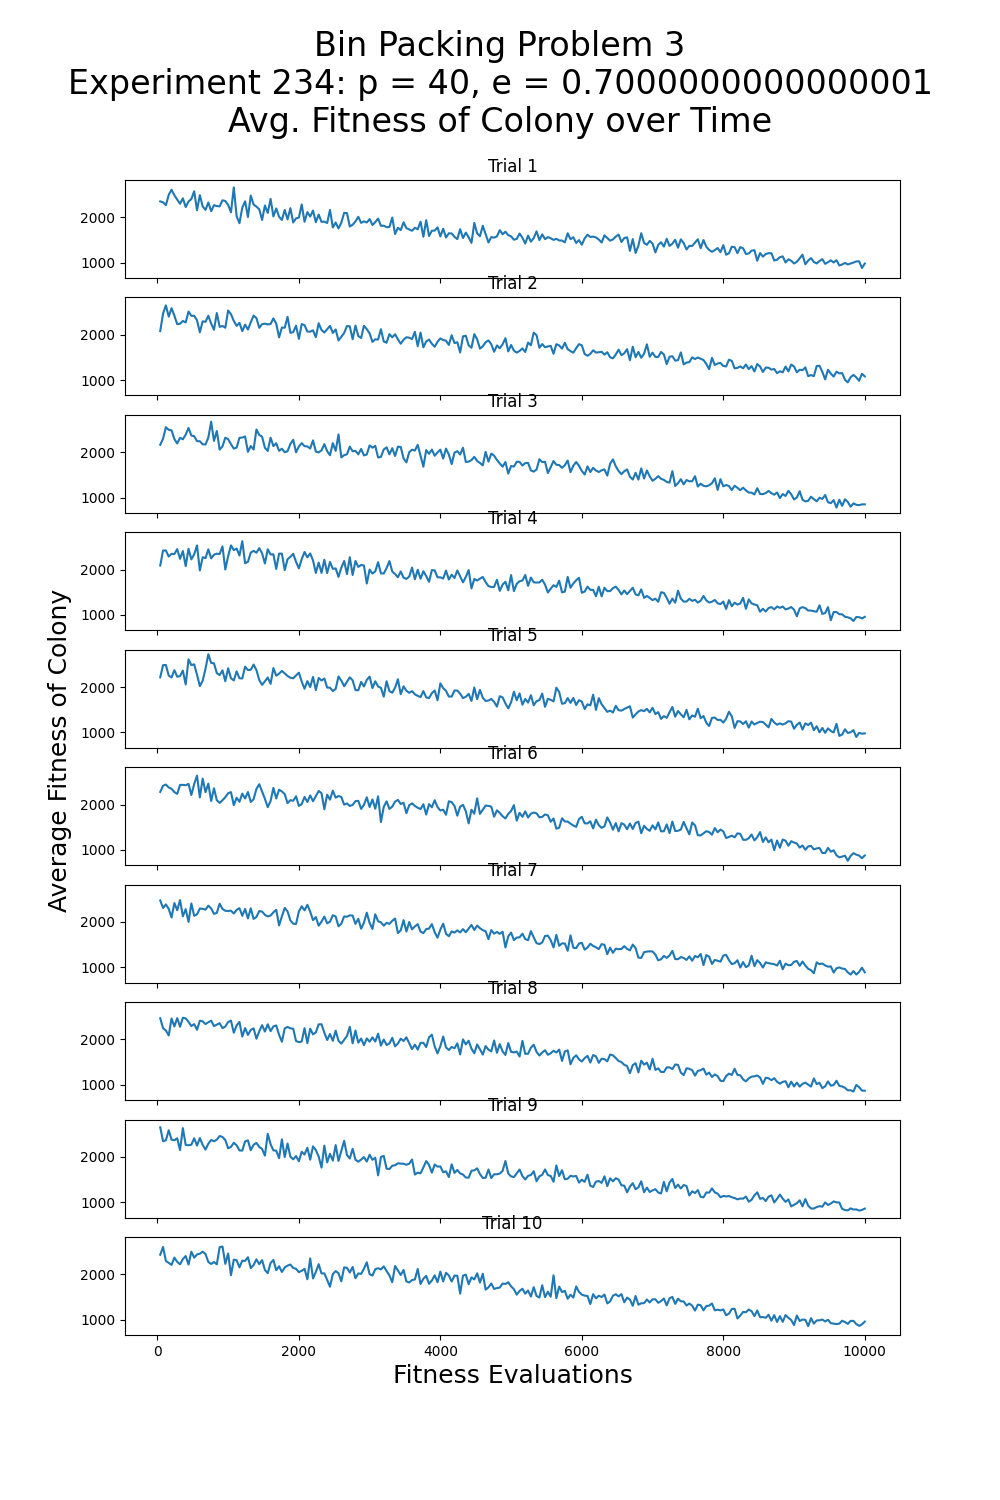 Bin Packing Problem 3
Experiment 234: p = 40, e = 0.7000000000000001
Avg. Fitness of Colony over Time
Trial 1
2000
1000
Trial 2
2000
1000
Trial 3
2000
1000
Trial 4
2000
1000
Trial 5
2000
1000
Trial 6
2000
1000
Trial 7
2000
1000
Trial 8
2000
1000
Trial 9
2000
1000
Trial 10
2000
1000
Average Fitness of Colony
0 2000 4000 6000 8000 10000
Fitness Evaluations